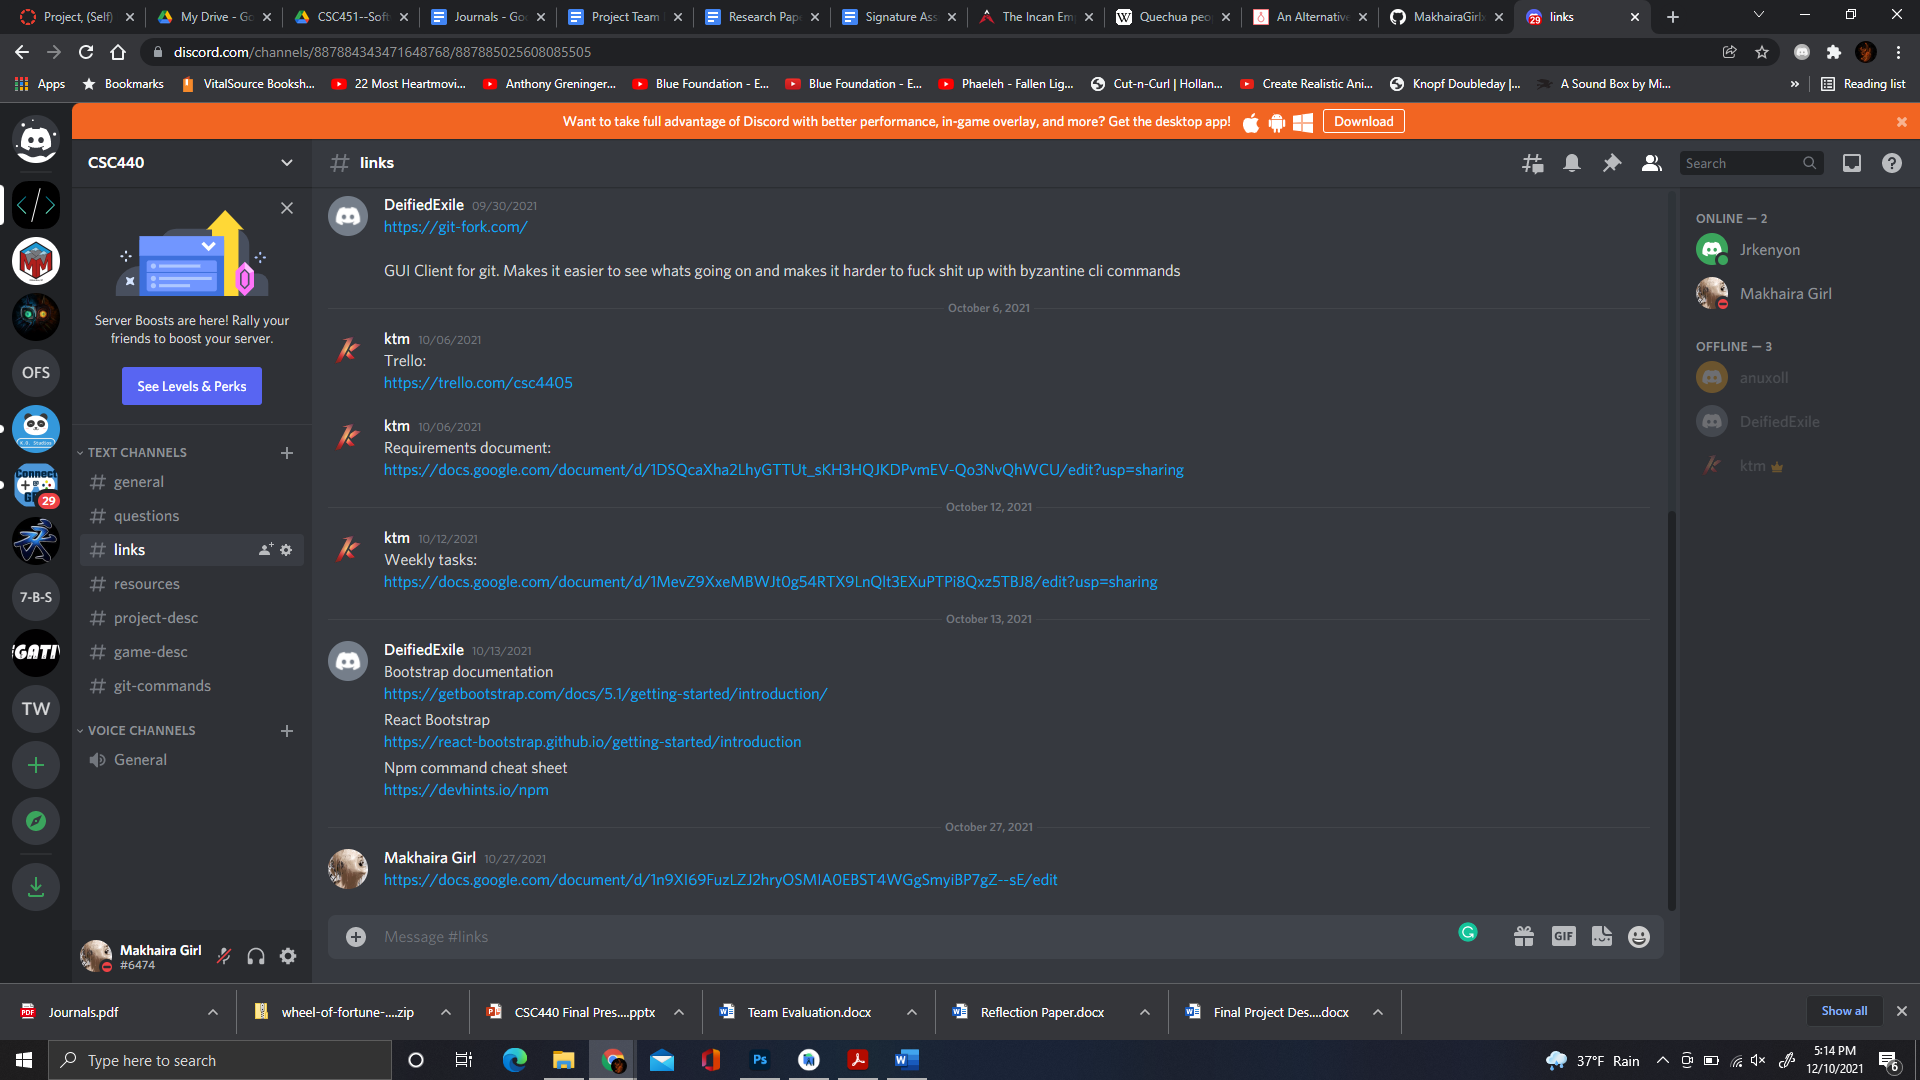 Project, (Self)
My Drive - Go
CSC451--Soft
Journals - Goo
Project Team
Research Pape
Signature Ass
The Incan Emp
Quechua peo
An Alternative
MakhairaGirl
29
links
discord.com/channels/887884343471648768/887885025608085505
Apps
Bookmarks
VitalSource Booksh...
22 Most Heartmovi...
Anthony Greninger...
Blue Foundation - E...
Blue Foundation - E...
Phaeleh - Fallen Lig...
Cut-n-Curl | Hollan...
Create Realistic Ani...
Knopf Doubleday |...
A Sound Box by Mi...
»
Reading list
Want to take full advantage of Discord with better performance, in-game overlay, and more? Get the desktop app!
Download
OFS
29
7-B-S
TW
CSC440
Server Boosts are here! Rally your
friends to boost your server.
See Levels & Perks
TEXT CHANNELS
general
questions
links
resources
project-desc
game-desc
git-commands
VOICE CHANNELS
General
Makhaira Girl
#6474
# links
Search
DeifiedExile 09/30/2021
https://git-fork.com/
GUI Client for git. Makes it easier to see whats going on and makes it harder to fuck shit up with byzantine cli commands
October 6, 2021
ktm 10/06/2021
Trello:
https://trello.com/csc4405
ktm 10/06/2021
Requirements document:
https://docs.google.com/document/d/1DSQcaXha2LhyGTTUt_sKH3HQJKDPvmEV-Qo3NvQhWCU/edit?usp=sharing
October 12, 2021
ktm 10/12/2021
Weekly tasks:
https://docs.google.com/document/d/1MevZ9XxeMBWJt0g54RTX9LnQlt3EXuPTPi8Qxz5TBJ8/edit?usp=sharing
October 13, 2021
DeifiedExile 10/13/2021
Bootstrap documentation
https://getbootstrap.com/docs/5.1/getting-started/introduction/
React Bootstrap
https://react-bootstrap.github.io/getting-started/introduction
Npm command cheat sheet
https://devhints.io/npm
October 27, 2021
Makhaira Girl 10/27/2021
https://docs.google.com/document/d/1n9XI69FuzLZJ2hryOSMIA0EBST4WGgSmyiBP7gZ--sE/edit
Message #links
GIF
ONLINE — 2
Jrkenyon
Makhaira Girl
OFFLINE — 3
anuxoll
DeifiedExile
ktm
Journals.pdf
wheel-of-fortune-....zip
CSC440 Final Pres....pptx
Team Evaluation.docx
Reflection Paper.docx
Final Project Des....docx
Show all
Type here to search
Ps
37°F Rain
5:14 PM
12/10/2021
6